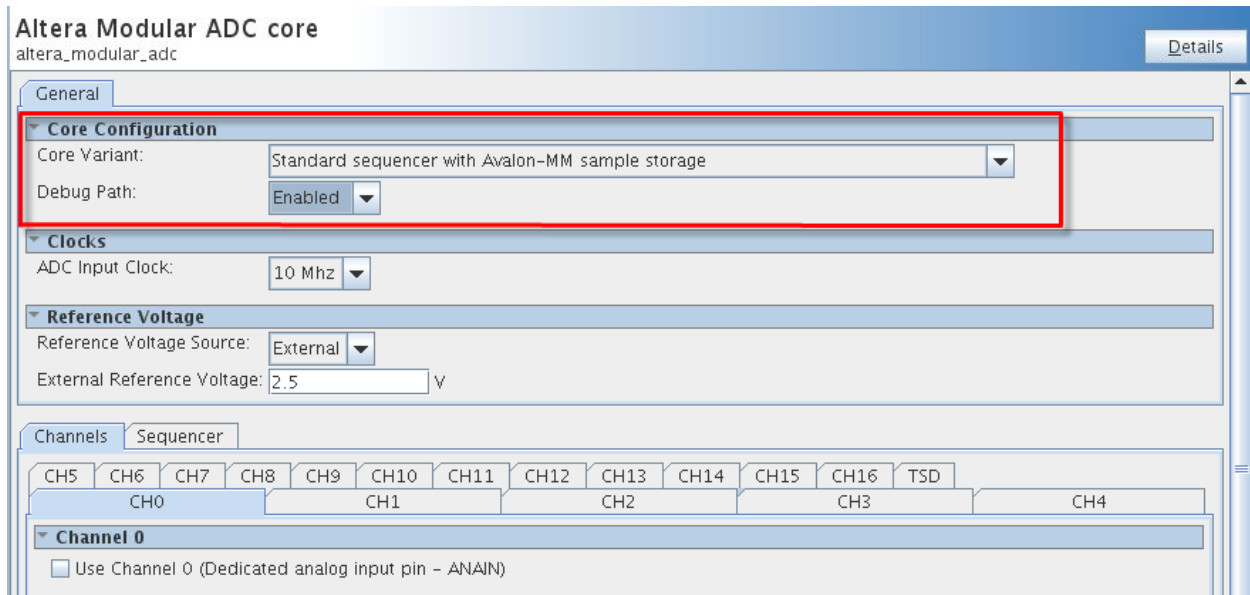 Altera Modular ADC core
altera_modular_adc
Details
General
Core Configuration
Core Variant: Standard sequencer with Avalon-MM sample storage
Debug Path: Enabled
Clocks
ADC Input Clock: 10 Mhz
Reference Voltage
Reference Voltage Source: External
External Reference Voltage: 2.5 V
Channels Sequencer
CH5 CH6 CH7 CH8 CH9 CH10 CH11 CH12 CH13 CH14 CH15 CH16 TSD
CH0 CH1 CH2 CH3 CH4
Channel 0
Use Channel 0 (Dedicated analog input pin - ANAIN)